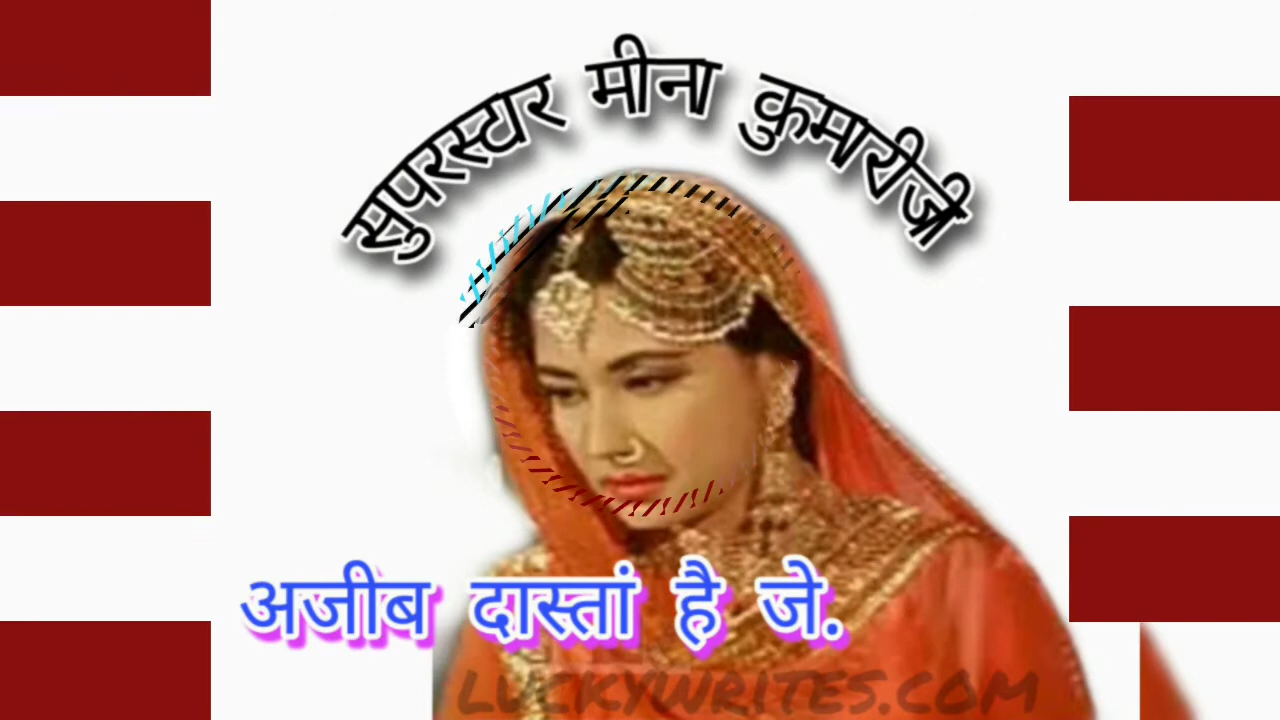 सुपरस्टार मीना कुमारीजी
अजीब दास्तां है जे.
LUCKYWRITES.COM